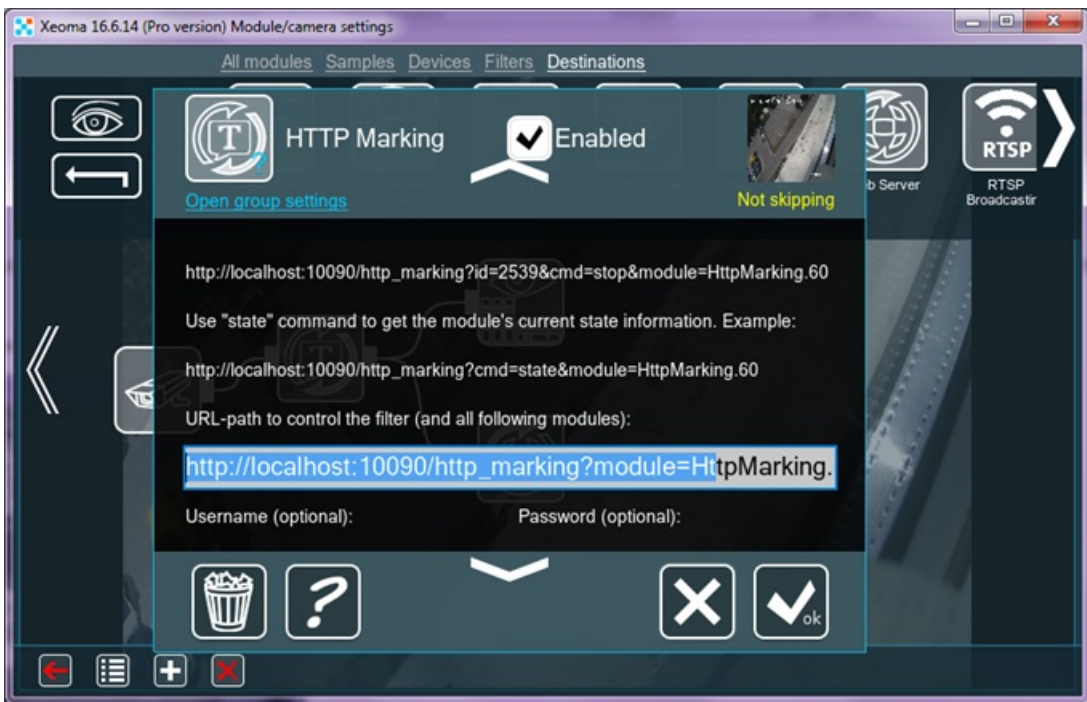 Xeoma 16.6.14 (Pro version) Module/camera settings
All modules Samples Devices Filters Destinations
HTTP Marking
Enabled
T
?
RTSP
Open group settings
Not skipping
b Server
RTSP
Broadcastir
http://localhost:10090/http_marking?id=2539&cmd=stop&module=HttpMarking.60
Use "state" command to get the module's current state information. Example:
http://localhost:10090/http_marking?cmd=state&module=HttpMarking.60
URL-path to control the filter (and all following modules):
http://localhost:10090/http_marking?module=HttpMarking.
Username (optional): Password (optional):
?
ok